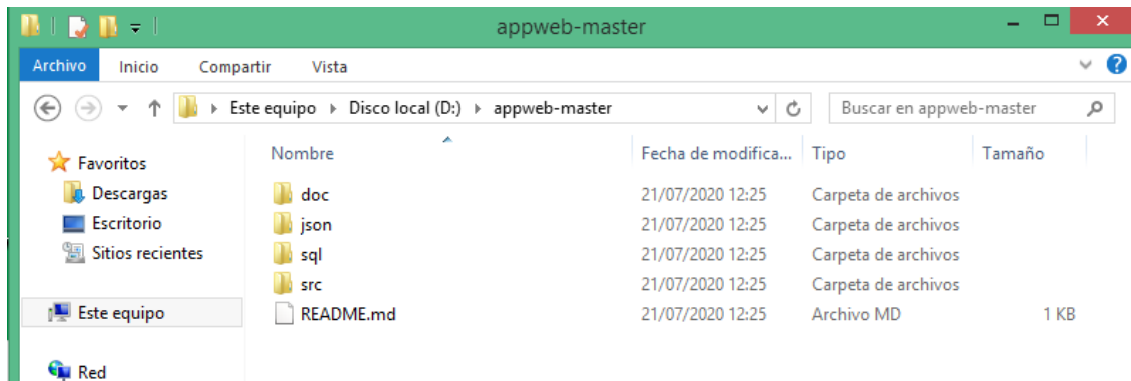 appweb-master
Archivo Inicio Compartir Vista
Este equipo Disco local (D:) appweb-master Buscar en appweb-master
Favoritos
Descargas
Escritorio
Sitios recientes
Este equipo
Red
Nombre Fecha de modifica... Tipo Tamaño
doc 21/07/2020 12:25 Carpeta de archivos
json 21/07/2020 12:25 Carpeta de archivos
sql 21/07/2020 12:25 Carpeta de archivos
src 21/07/2020 12:25 Carpeta de archivos
README.md 21/07/2020 12:25 Archivo MD 1 KB